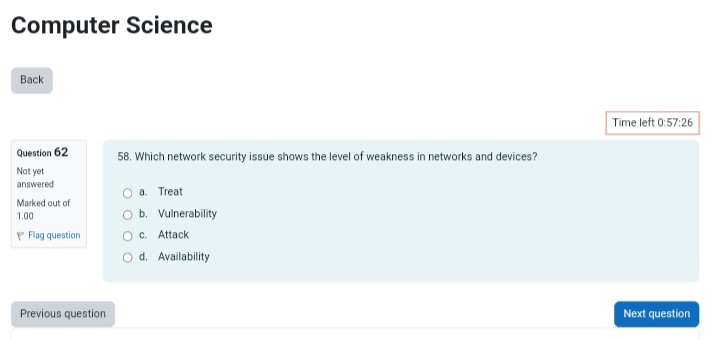 Computer Science
Back
Time left 0:57:26
Question 62
Not yet
answered
Marked out of
1.00
Flag question
58. Which network security issue shows the level of weakness in networks and devices?
a. Treat
b. Vulnerability
c. Attack
d. Availability
Previous question
Next question